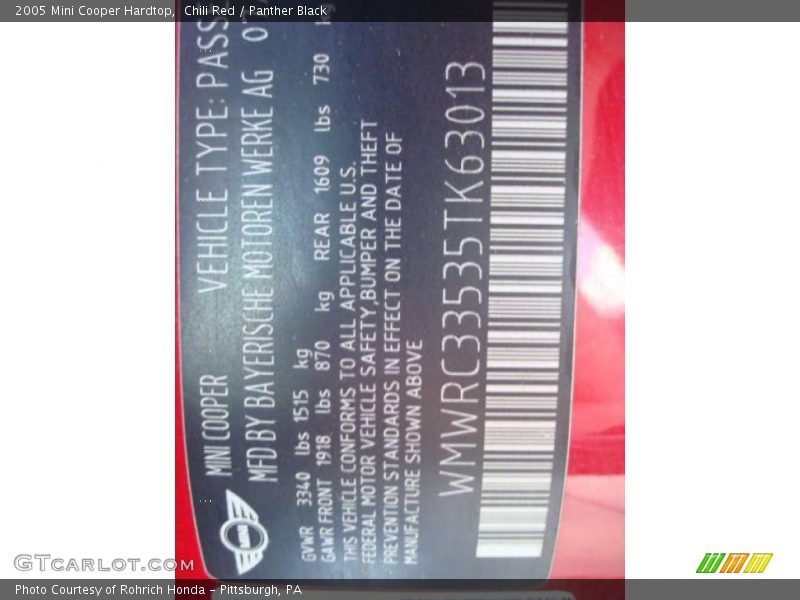 2005 Mini Cooper Hardtop, Chili Red / Panther Black
MINI COOPER VEHICLE TYPE: PASS
MFD BY BAYERISCHE MOTOREN WERKE AG 07
GVWR 3340 lbs 1515 kg
GAWR FRONT 1918 lbs 870 kg REAR 1609 lbs 730 kg
THIS VEHICLE CONFORMS TO ALL APPLICABLE U.S.
FEDERAL MOTOR VEHICLE SAFETY,BUMPER AND THEFT
PREVENTION STANDARDS IN EFFECT ON THE DATE OF
MANUFACTURE SHOWN ABOVE
WMWRC33535TK63013
GTCARLOT.COM
Photo Courtesy of Rohrich Honda - Pittsburgh, PA